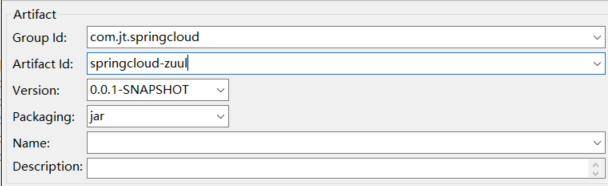 Artifact
Group Id: com.jt.springcloud
Artifact Id: springcloud-zuul
Version: 0.0.1-SNAPSHOT
Packaging: jar
Name:
Description: